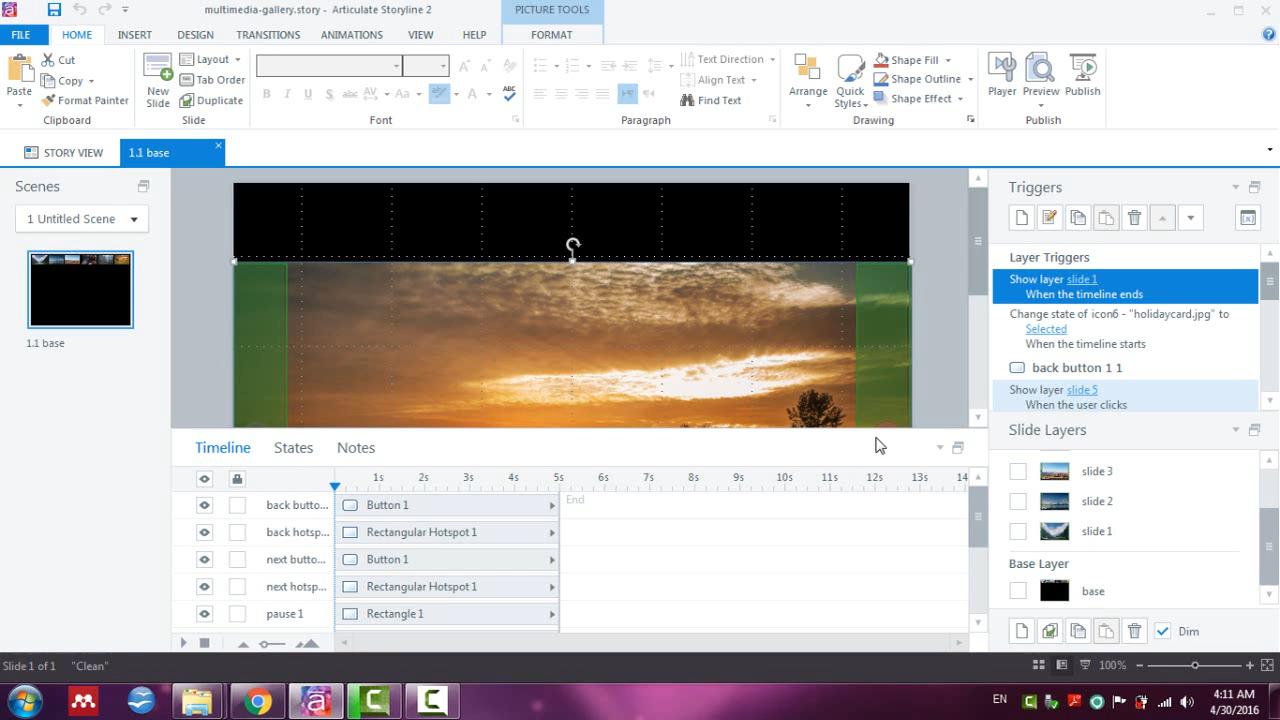 multimedia-gallery.story - Articulate Storyline 2
PICTURE TOOLS
FILE HOME INSERT DESIGN TRANSITIONS ANIMATIONS VIEW HELP FORMAT
Paste
Cut
Copy
Format Painter
Clipboard
New Slide
Layout
Tab Order
Duplicate
Slide
Font
Text Direction
Align Text
Find Text
Paragraph
Arrange
Quick Styles
Shape Fill
Shape Outline
Shape Effect
Drawing
Player
Preview
Publish
Publish
STORY VIEW
1.1 base
Scenes
1 Untitled Scene
1.1 base
Triggers
Layer Triggers
Show layer slide 1
When the timeline ends
Change state of icon6 - "holidaycard.jpg" to
Selected
When the timeline starts
back button 1 1
Show layer slide 5
When the user clicks
Slide Layers
slide 3
slide 2
slide 1
Base Layer
base
Dim
Timeline States Notes
1s 2s 3s 4s 5s 6s 7s 8s 9s 10s 11s 12s 13s 14
End
back butto... Button 1
back hotsp... Rectangular Hotspot 1
next butto... Button 1
next hotsp... Rectangular Hotspot 1
pause 1 Rectangle 1
Slide 1 of 1 "Clean"
100%
EN
4:11 AM
4/30/2016